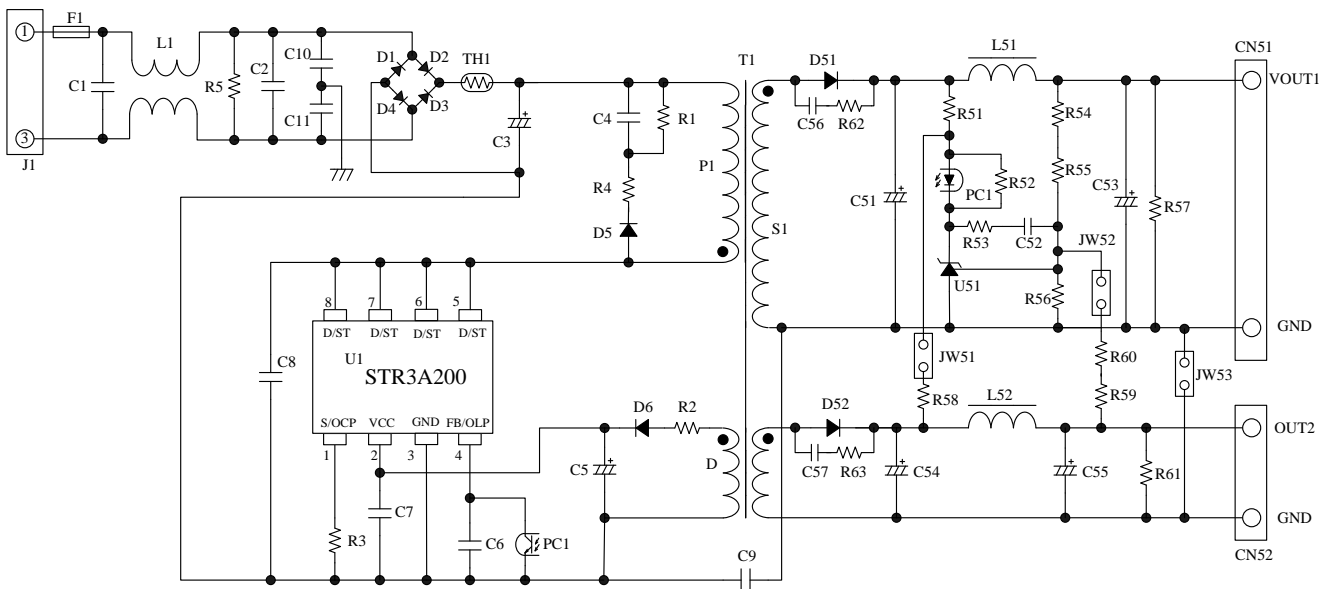 F1
1
3
J1
C1
L1
R5
C2
C10
C11
D1
D2
D4
D3
TH1
C3
C4
R1
R4
D5
P1
T1
S1
D51
C56
R62
C51
R51
PC1
R52
R53
C52
U51
L51
R54
R55
R56
C53
R57
JW52
CN51
VOUT1
GND
8
7
6
5
D/ST
D/ST
D/ST
D/ST
U1
STR3A200
S/OCP
VCC
GND
FB/OLP
1
2
3
4
C8
R3
C7
C6
PC1
C5
D6
R2
D
C9
D52
C57
R63
C54
JW51
R58
L52
R60
R59
JW53
C55
R61
OUT2
GND
CN52